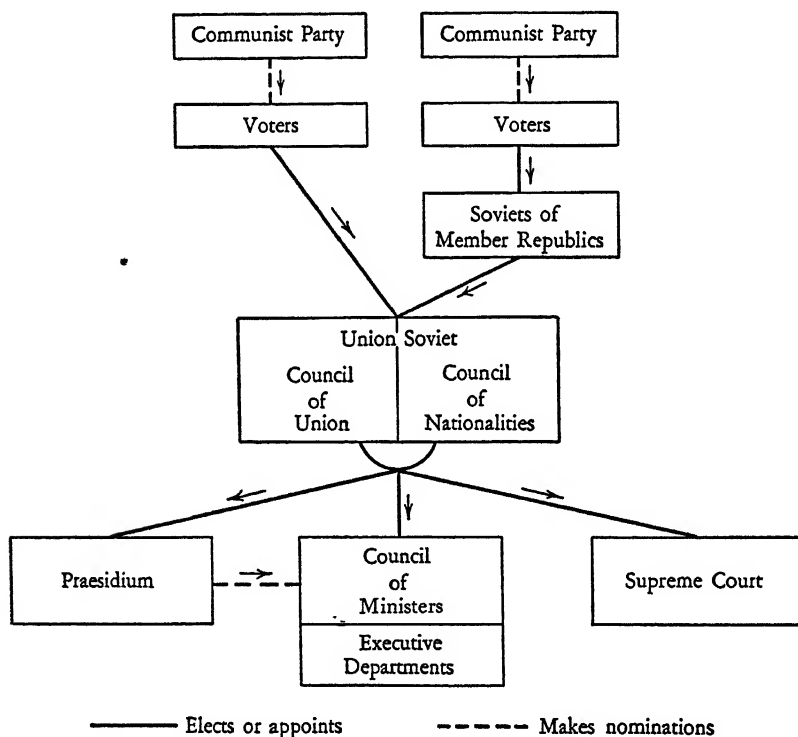 Communist Party
Communist Party
Voters
Voters
Soviets of
Member Republics
Union Soviet
Council
of
Union
Council
of
Nationalities
Praesidium
Council
of
Ministers
Executive
Departments
Supreme Court
Elects or appoints
Makes nominations